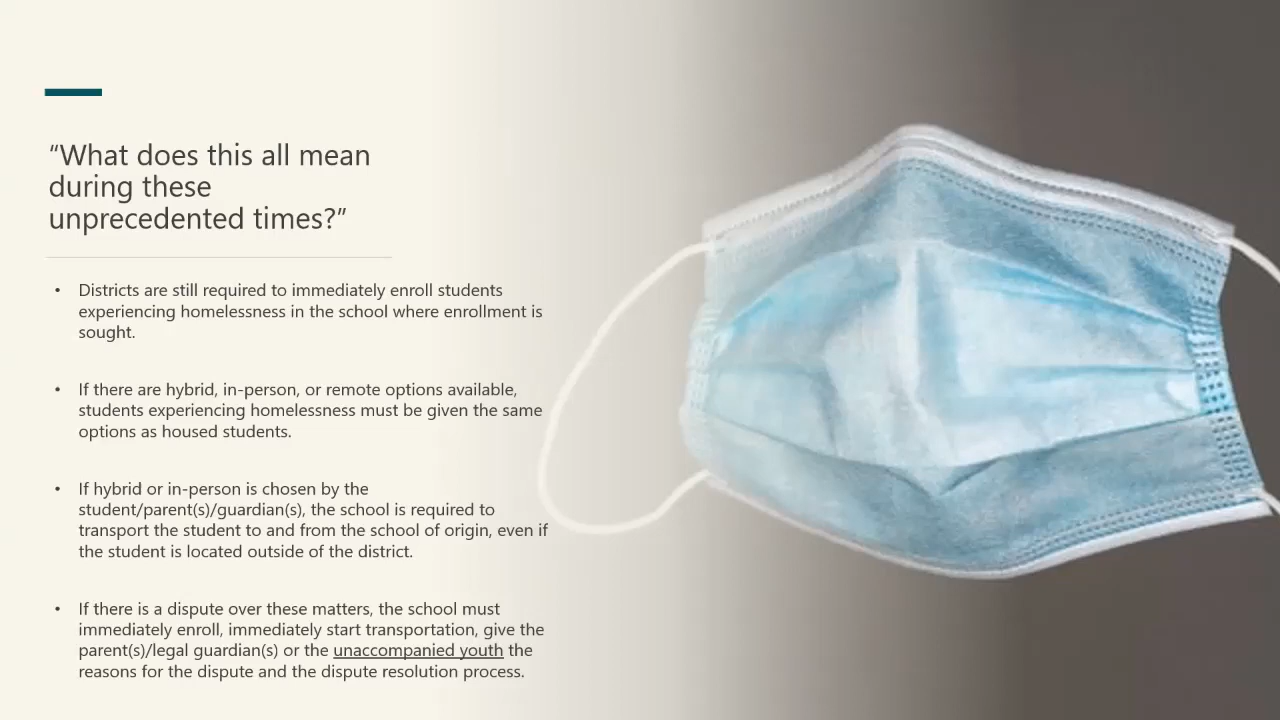 “What does this all mean
during these
unprecedented times?”
• Districts are still required to immediately enroll students
experiencing homelessness in the school where enrollment is
sought.
• If there are hybrid, in-person, or remote options available,
students experiencing homelessness must be given the same
options as housed students.
• If hybrid or in-person is chosen by the
student/parent(s)/guardian(s), the school is required to
transport the student to and from the school of origin, even if
the student is located outside of the district.
• If there is a dispute over these matters, the school must
immediately enroll, immediately start transportation, give the
parent(s)/legal guardian(s) or the unaccompanied youth the
reasons for the dispute and the dispute resolution process.